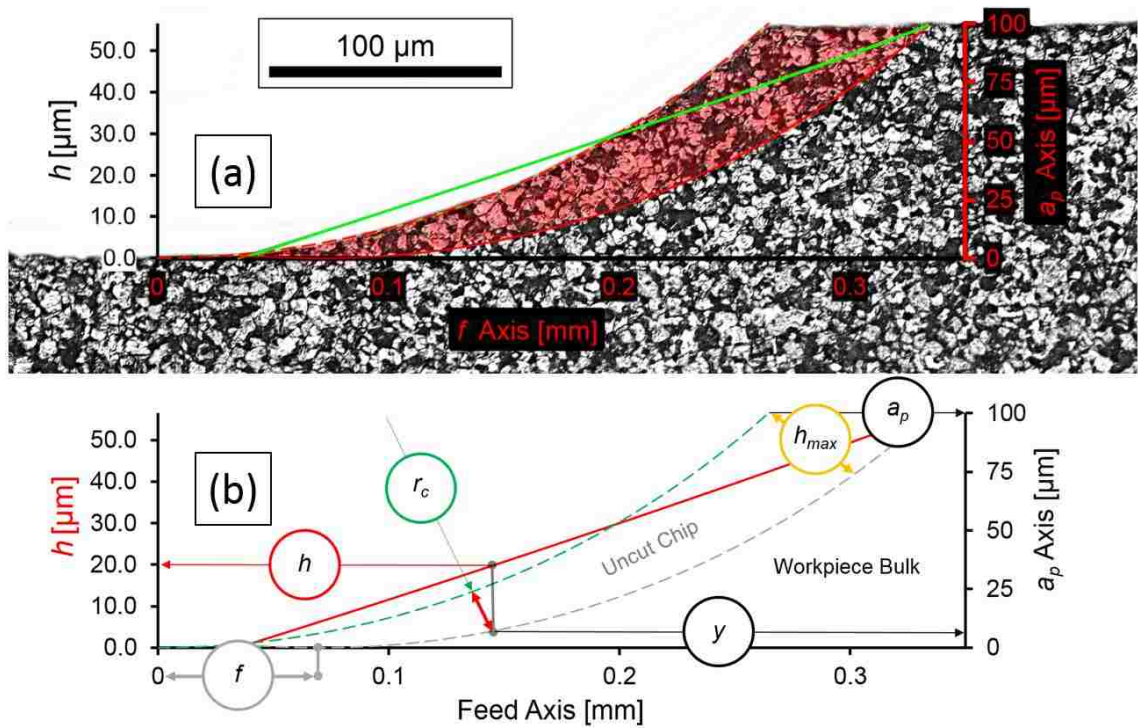 50.0
40.0
30.0
20.0
10.0
0.0
h [µm]
100 µm
(a)
100
75
50
25
0
aₚ Axis [µm]
0
0.1
0.2
0.3
f Axis [mm]
50.0
40.0
30.0
20.0
10.0
0.0
h [µm]
(b)
r꜀
h
f
aₚ
hₘₐₓ
Uncut Chip
Workpiece Bulk
y
100
75
50
25
0
aₚ Axis [µm]
0
0.1
0.2
0.3
Feed Axis [mm]